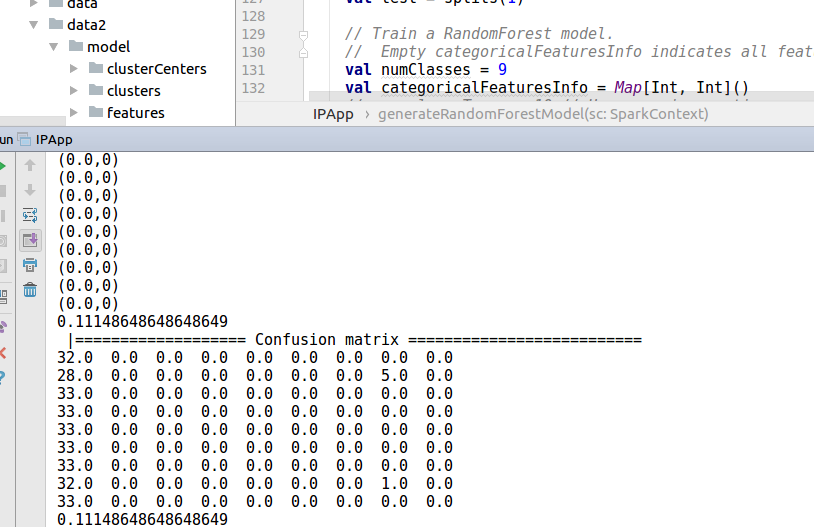 data
data2
model
clusterCenters
clusters
features
128
129 // Train a RandomForest model.
130 // Empty categoricalFeaturesInfo indicates all feat
131 val numClasses = 9
132 val categoricalFeaturesInfo = Map[Int, Int]()
IPApp › generateRandomForestModel(sc: SparkContext)
un IPApp
(0.0,0)
(0.0,0)
(0.0,0)
(0.0,0)
(0.0,0)
(0.0,0)
(0.0,0)
(0.0,0)
(0.0,0)
0.11148648648648649
|=================== Confusion matrix ==========================
32.0 0.0 0.0 0.0 0.0 0.0 0.0 0.0 0.0
28.0 0.0 0.0 0.0 0.0 0.0 0.0 5.0 0.0
33.0 0.0 0.0 0.0 0.0 0.0 0.0 0.0 0.0
33.0 0.0 0.0 0.0 0.0 0.0 0.0 0.0 0.0
33.0 0.0 0.0 0.0 0.0 0.0 0.0 0.0 0.0
33.0 0.0 0.0 0.0 0.0 0.0 0.0 0.0 0.0
33.0 0.0 0.0 0.0 0.0 0.0 0.0 0.0 0.0
32.0 0.0 0.0 0.0 0.0 0.0 0.0 1.0 0.0
33.0 0.0 0.0 0.0 0.0 0.0 0.0 0.0 0.0
0.11148648648648649